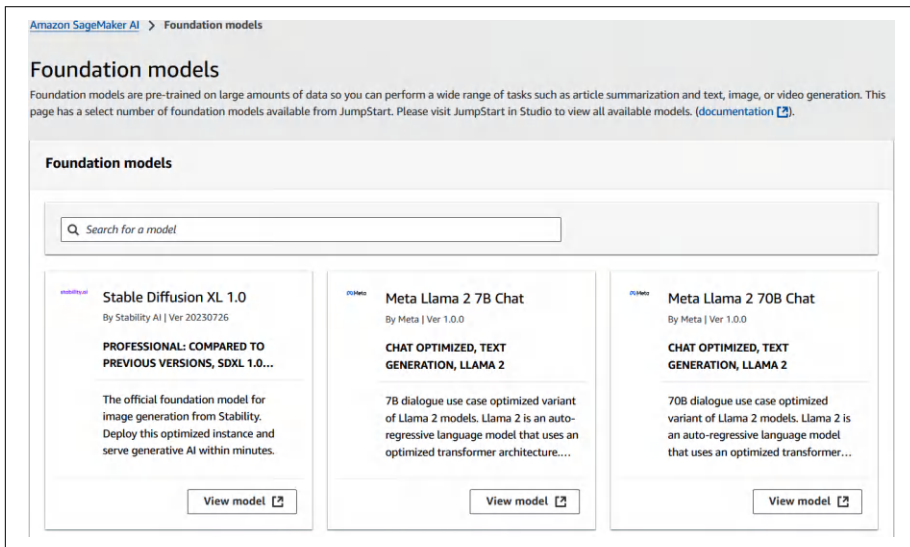 Amazon SageMaker AI > Foundation models
Foundation models
Foundation models are pre-trained on large amounts of data so you can perform a wide range of tasks such as article summarization and text, image, or video generation. This
page has a select number of foundation models available from JumpStart. Please visit JumpStart in Studio to view all available models. (documentation).
Foundation models
Search for a model
stability.ai
Stable Diffusion XL 1.0
By Stability AI | Ver 20230726
PROFESSIONAL: COMPARED TO
PREVIOUS VERSIONS, SDXL 1.0...
The official foundation model for
image generation from Stability.
Deploy this optimized instance and
serve generative AI within minutes.
View model
Meta
Meta Llama 2 7B Chat
By Meta | Ver 1.0.0
CHAT OPTIMIZED, TEXT
GENERATION, LLAMA 2
7B dialogue use case optimized variant
of Llama 2 models. Llama 2 is an auto-
regressive language model that uses an
optimized transformer architecture....
View model
Meta
Meta Llama 2 70B Chat
By Meta | Ver 1.0.0
CHAT OPTIMIZED, TEXT
GENERATION, LLAMA 2
70B dialogue use case optimized
variant of Llama 2 models. Llama 2 is
an auto-regressive language model
that uses an optimized transformer...
View model